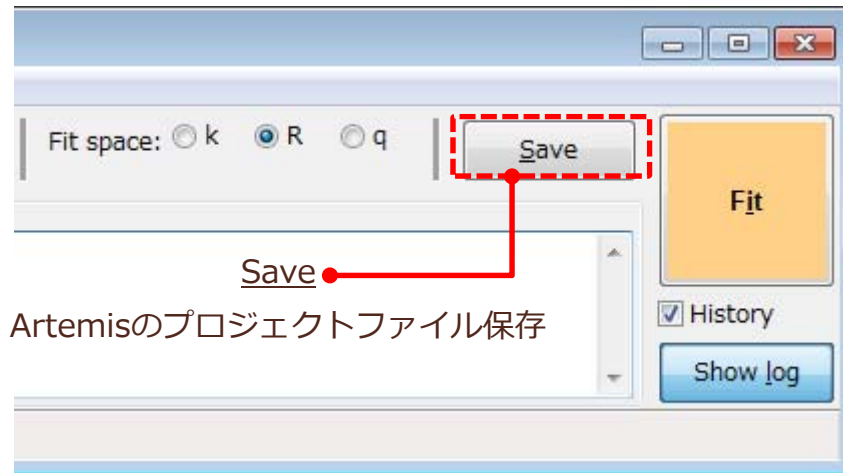 Fit space: k R q
Save
Fit
Save
Artemisのプロジェクトファイル保存
History
Show log